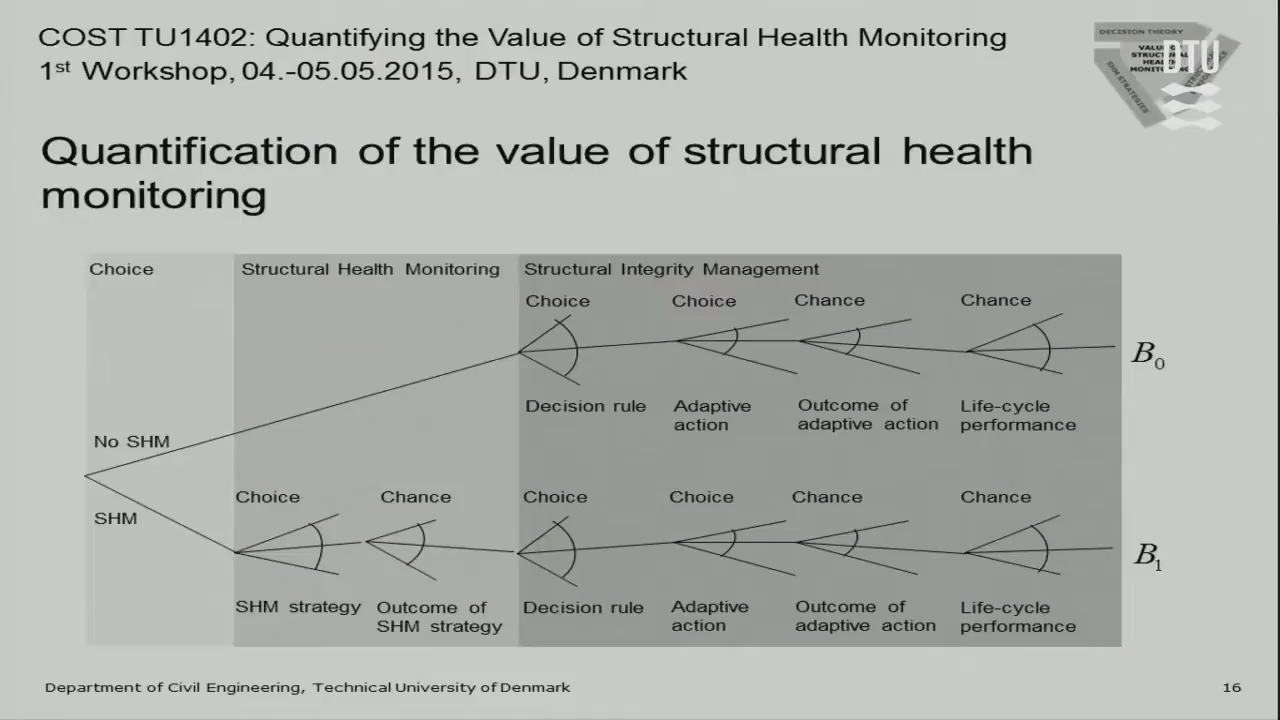 COST TU1402: Quantifying the Value of Structural Health Monitoring
1st Workshop, 04.-05.05.2015, DTU, Denmark
DECISION THEORY
SHM STRATEGIES
DTU
Quantification of the value of structural health
monitoring
Choice
Structural Health Monitoring
Structural Integrity Management
Choice
Choice
Chance
Chance
B0
Decision rule
Adaptive
action
Outcome of
adaptive action
Life-cycle
performance
No SHM
SHM
Choice
Chance
Choice
Choice
Chance
Chance
B1
SHM strategy
Outcome of
SHM strategy
Decision rule
Adaptive
action
Outcome of
adaptive action
Life-cycle
performance
Department of Civil Engineering, Technical University of Denmark
16